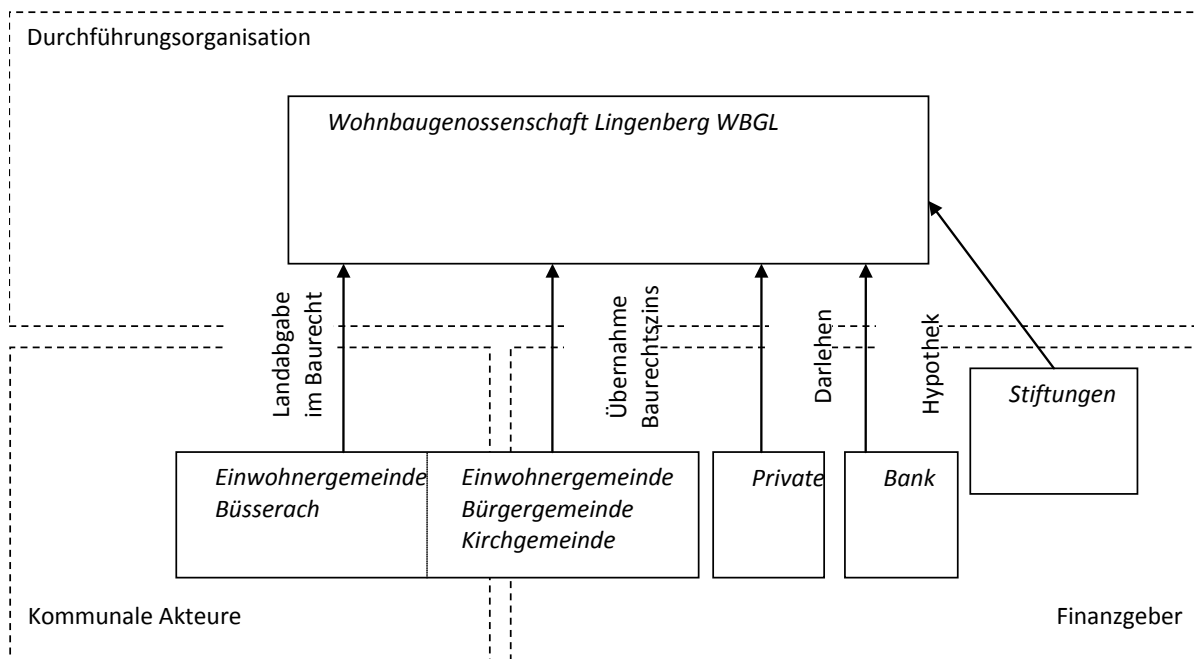 Durchführungsorganisation
Wohnbaugenossenschaft Lingenberg WBGL
Landabgabe
im Baurecht
Übernahme
Baurechtszins
Darlehen
Hypothek
Stiftungen
Einwohnergemeinde
Büsserach
Einwohnergemeinde
Bürgergemeinde
Kirchgemeinde
Private
Bank
Kommunale Akteure
Finanzgeber